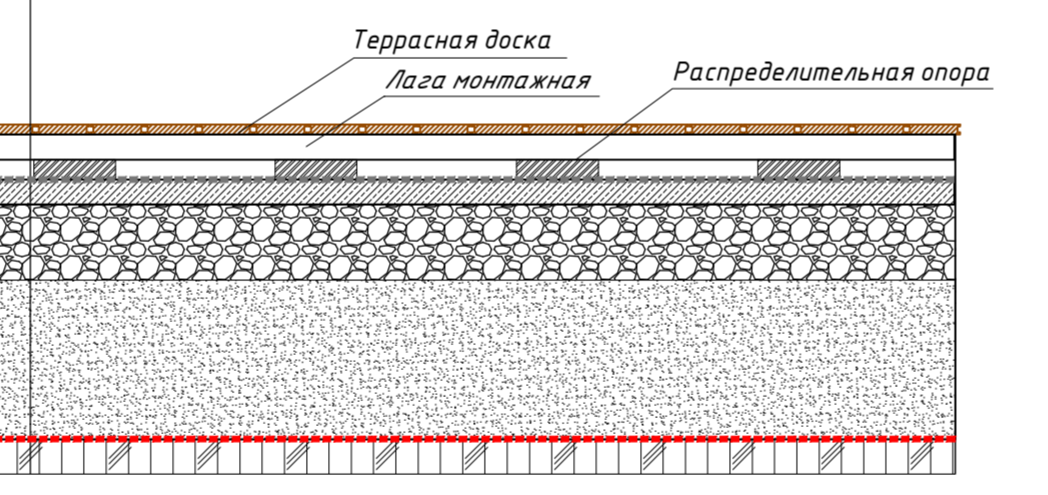 Террасная доска
Лага монтажная
Распределительная опора